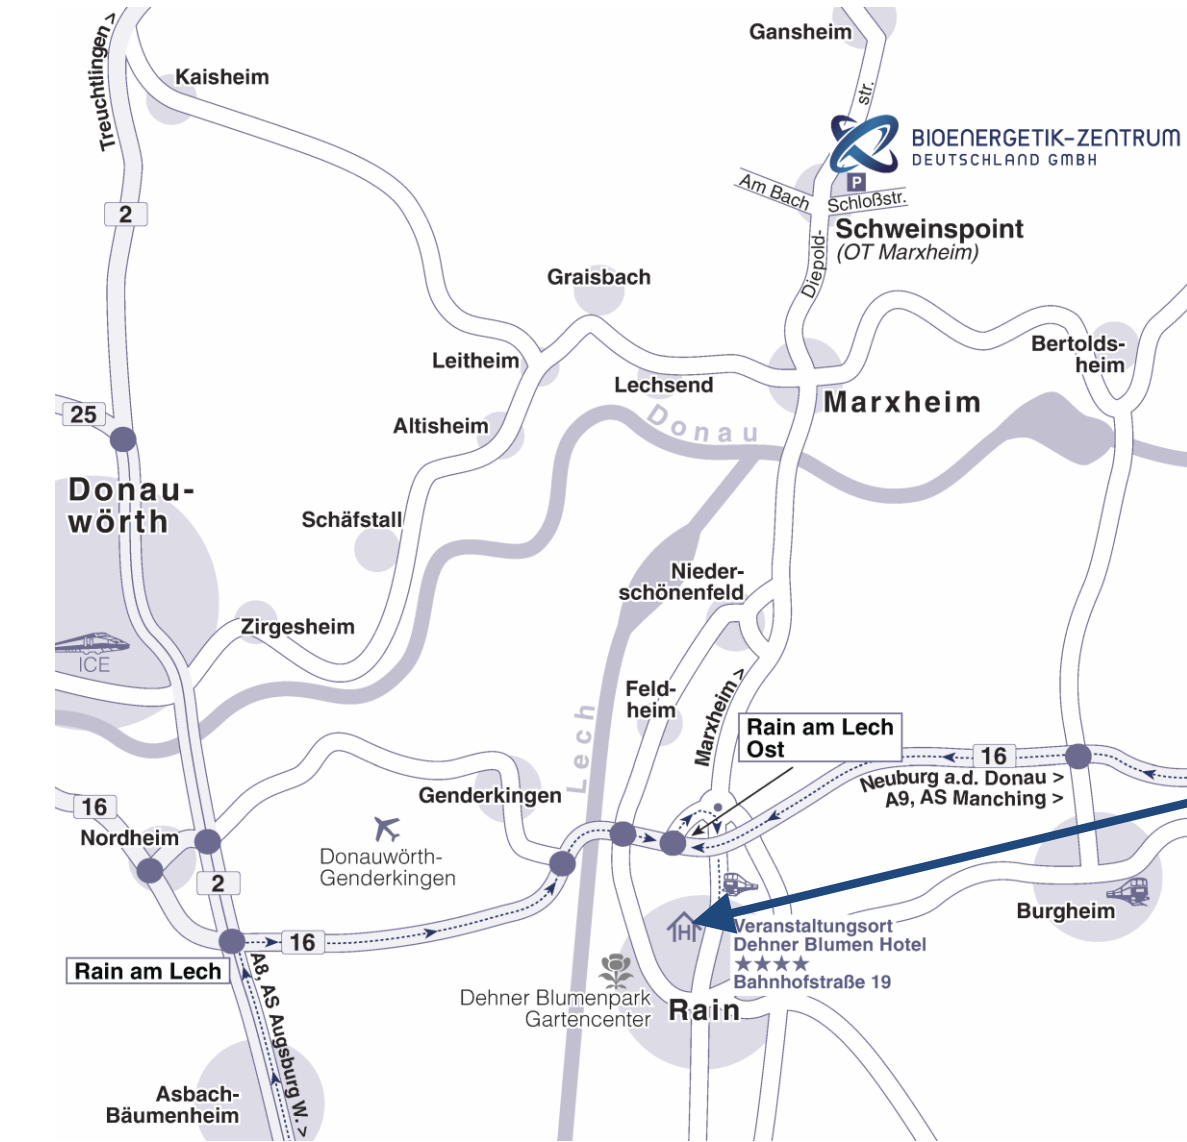 Gansheim
Treuchtlingen >
Kaisheim
str.
BIOENERGETIK-ZENTRUM
DEUTSCHLAND GMBH
P
Am Bach
Schloßstr.
2
Schweinspoint
(OT Marxheim)
Diepold-
Graisbach
Bertolds-
heim
Leitheim
Lechsend
25
Marxheim
Altisheim
Donau
Donau-
wörth
Schäfstall
Nieder-
schönenfeld
Zirgesheim
ICE
Feld-
heim
Marxheim >
Lech
Rain am Lech
Ost
16
Neuburg a.d. Donau >
A9, AS Manching >
Genderkingen
16
Nordheim
Donauwörth-
Genderkingen
2
Burgheim
H
Veranstaltungsort
Dehner Blumen Hotel
★★★★
Bahnhofstraße 19
16
Rain am Lech
A8, AS Augsburg W. >
Dehner Blumenpark
Gartencenter
Rain
Asbach-
Bäumenheim